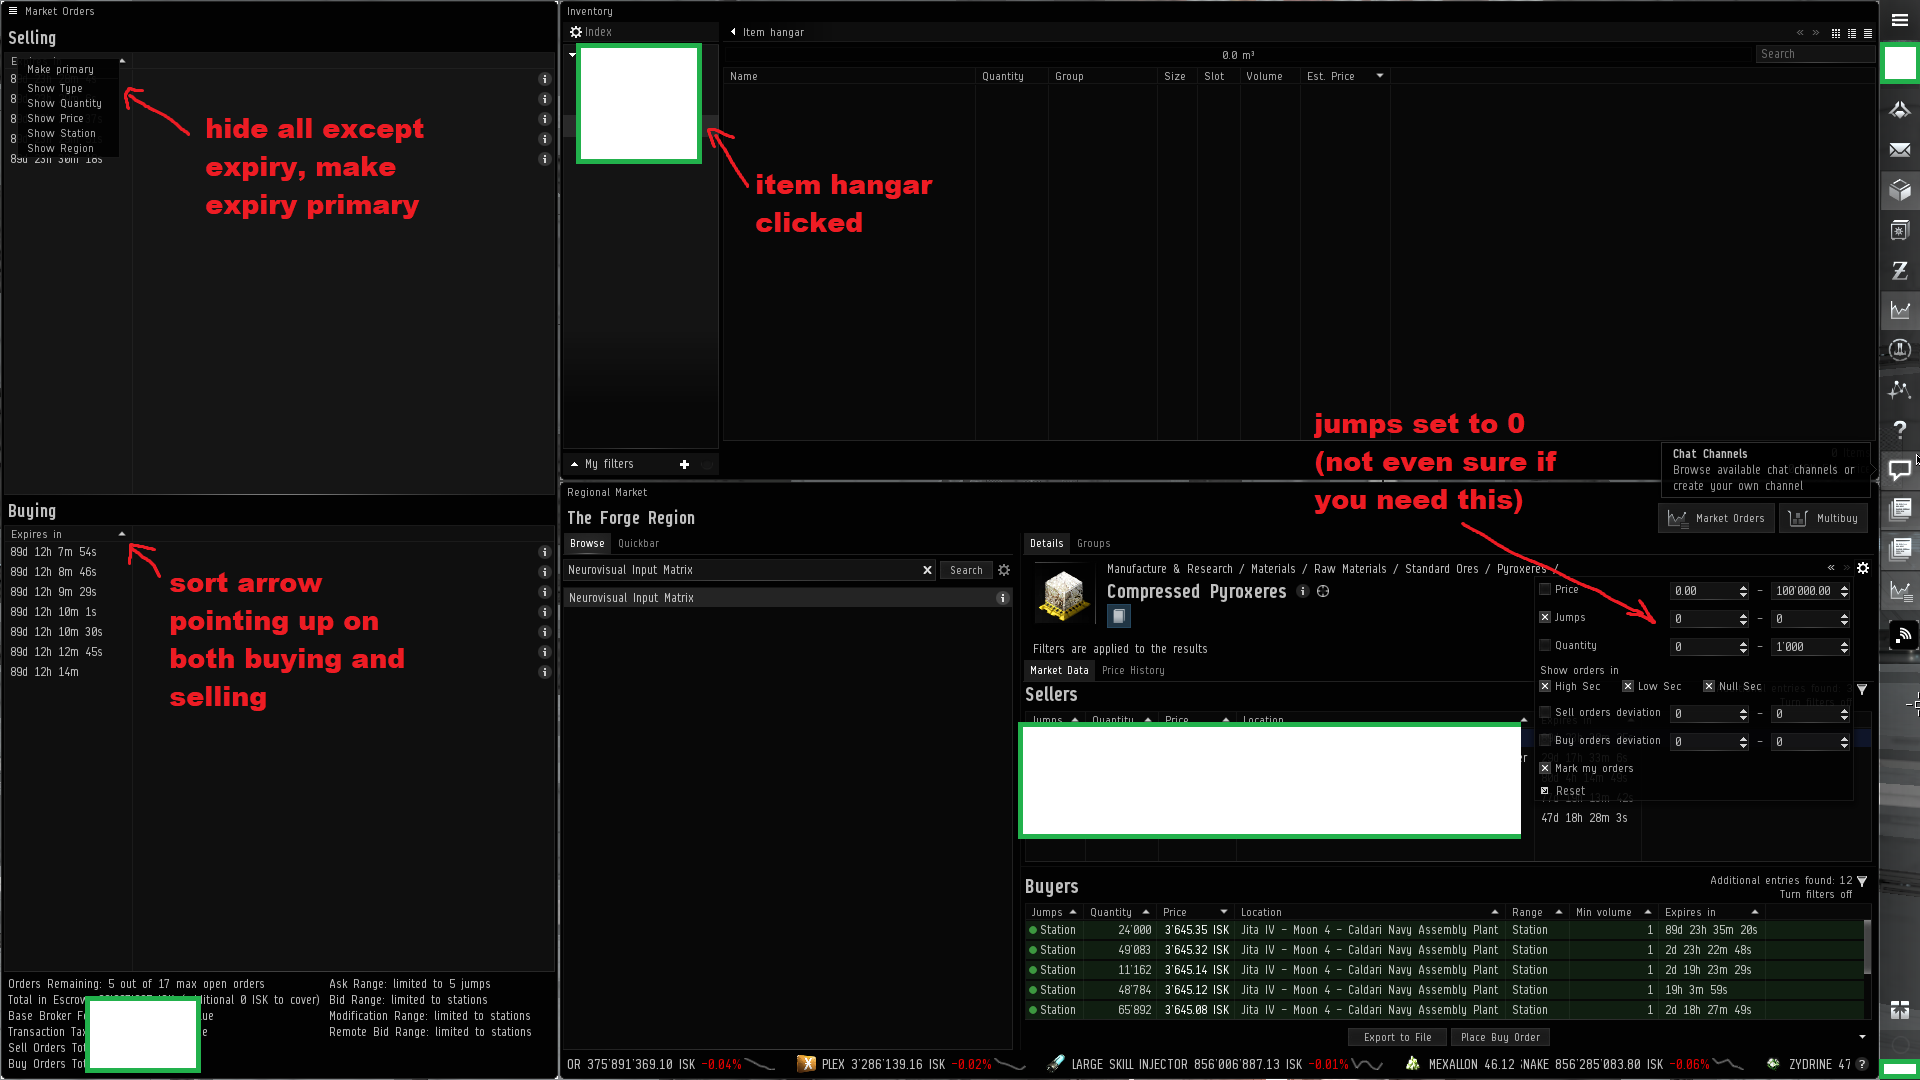 Market Orders
Selling
Make primary
Show Type
Show Quantity
Show Price
Show Station
Show Region
89d 23h 30m 18s
hide all except
expiry, make
expiry primary
Buying
Expires in
89d 12h 7m 54s
89d 12h 8m 46s
89d 12h 9m 29s
89d 12h 10m 1s
89d 12h 10m 30s
89d 12h 12m 45s
89d 12h 14m
sort arrow
pointing up on
both buying and
selling
Orders Remaining: 5 out of 17 max open orders
Total in Escrow 0 ISK to cover)
Base Broker
Transaction
Sell Orders
Buy Orders
Ask Range: limited to 5 jumps
Bid Range: limited to stations
Modification Range: limited to stations
Remote Bid Range: limited to stations
Inventory
Index
Item hangar
0.0 m³
Search
Name Quantity Group Size Slot Volume Est. Price
item hangar
clicked
My filters
jumps set to 0
(not even sure if
you need this)
Chat Channels
Browse available chat channels or
create your own channel
Regional Market
The Forge Region
Market Orders Multibuy
Browse Quickbar
Neurovisual Input Matrix
Search
Neurovisual Input Matrix
Details Groups
Manufacture & Research / Materials / Raw Materials / Standard Ores / Pyroxeres /
Compressed Pyroxeres
Filters are applied to the results
Market Data Price History
Price 0.00 - 100'000.00
Jumps 0 - 0
Quantity 0 - 1'000
Show orders in
High Sec Low Sec Null Sec
Sell orders deviation 0 - 0
Buy orders deviation 0 - 0
Mark my orders
Reset
Sellers
Jumps Quantity Price Location
47d 18h 28m 3s
Buyers
Additional entries found: 12
Turn filters off
Jumps Quantity Price Location Range Min volume Expires in
Station 24'000 3'645.35 ISK Jita IV - Moon 4 - Caldari Navy Assembly Plant Station 1 89d 23h 35m 20s
Station 49'083 3'645.32 ISK Jita IV - Moon 4 - Caldari Navy Assembly Plant Station 1 2d 23h 22m 48s
Station 11'162 3'645.14 ISK Jita IV - Moon 4 - Caldari Navy Assembly Plant Station 1 2d 19h 23m 29s
Station 48'784 3'645.12 ISK Jita IV - Moon 4 - Caldari Navy Assembly Plant Station 1 19h 3m 59s
Station 65'892 3'645.08 ISK Jita IV - Moon 4 - Caldari Navy Assembly Plant Station 1 2d 18h 27m 49s
Export to File Place Buy Order
OR 375'891'369.10 ISK -0.04% PLEX 3'286'139.16 ISK -0.02% LARGE SKILL INJECTOR 856'006'887.13 ISK -0.01% MEXALLON 46.12 SNAKE 856'285'083.80 ISK -0.06% ZYDRINE 47